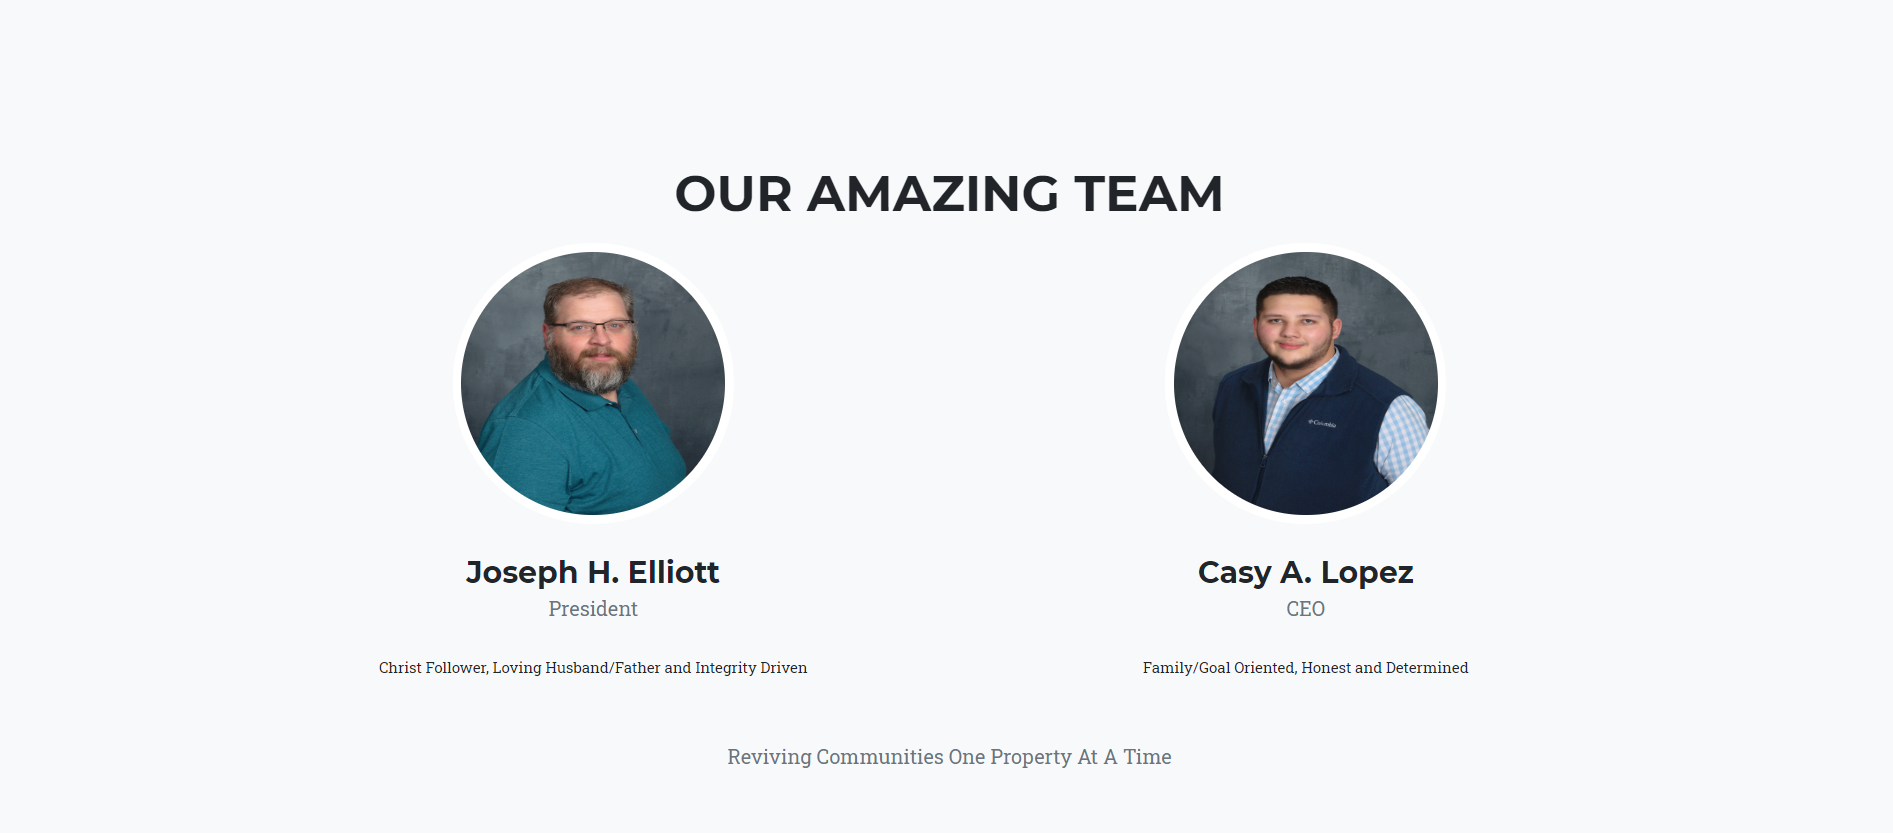 OUR AMAZING TEAM
Columbia
Joseph H. Elliott
Casy A. Lopez
President
CEO
Christ Follower, Loving Husband/Father and Integrity Driven
Family/Goal Oriented, Honest and Determined
Reviving Communities One Property At A Time